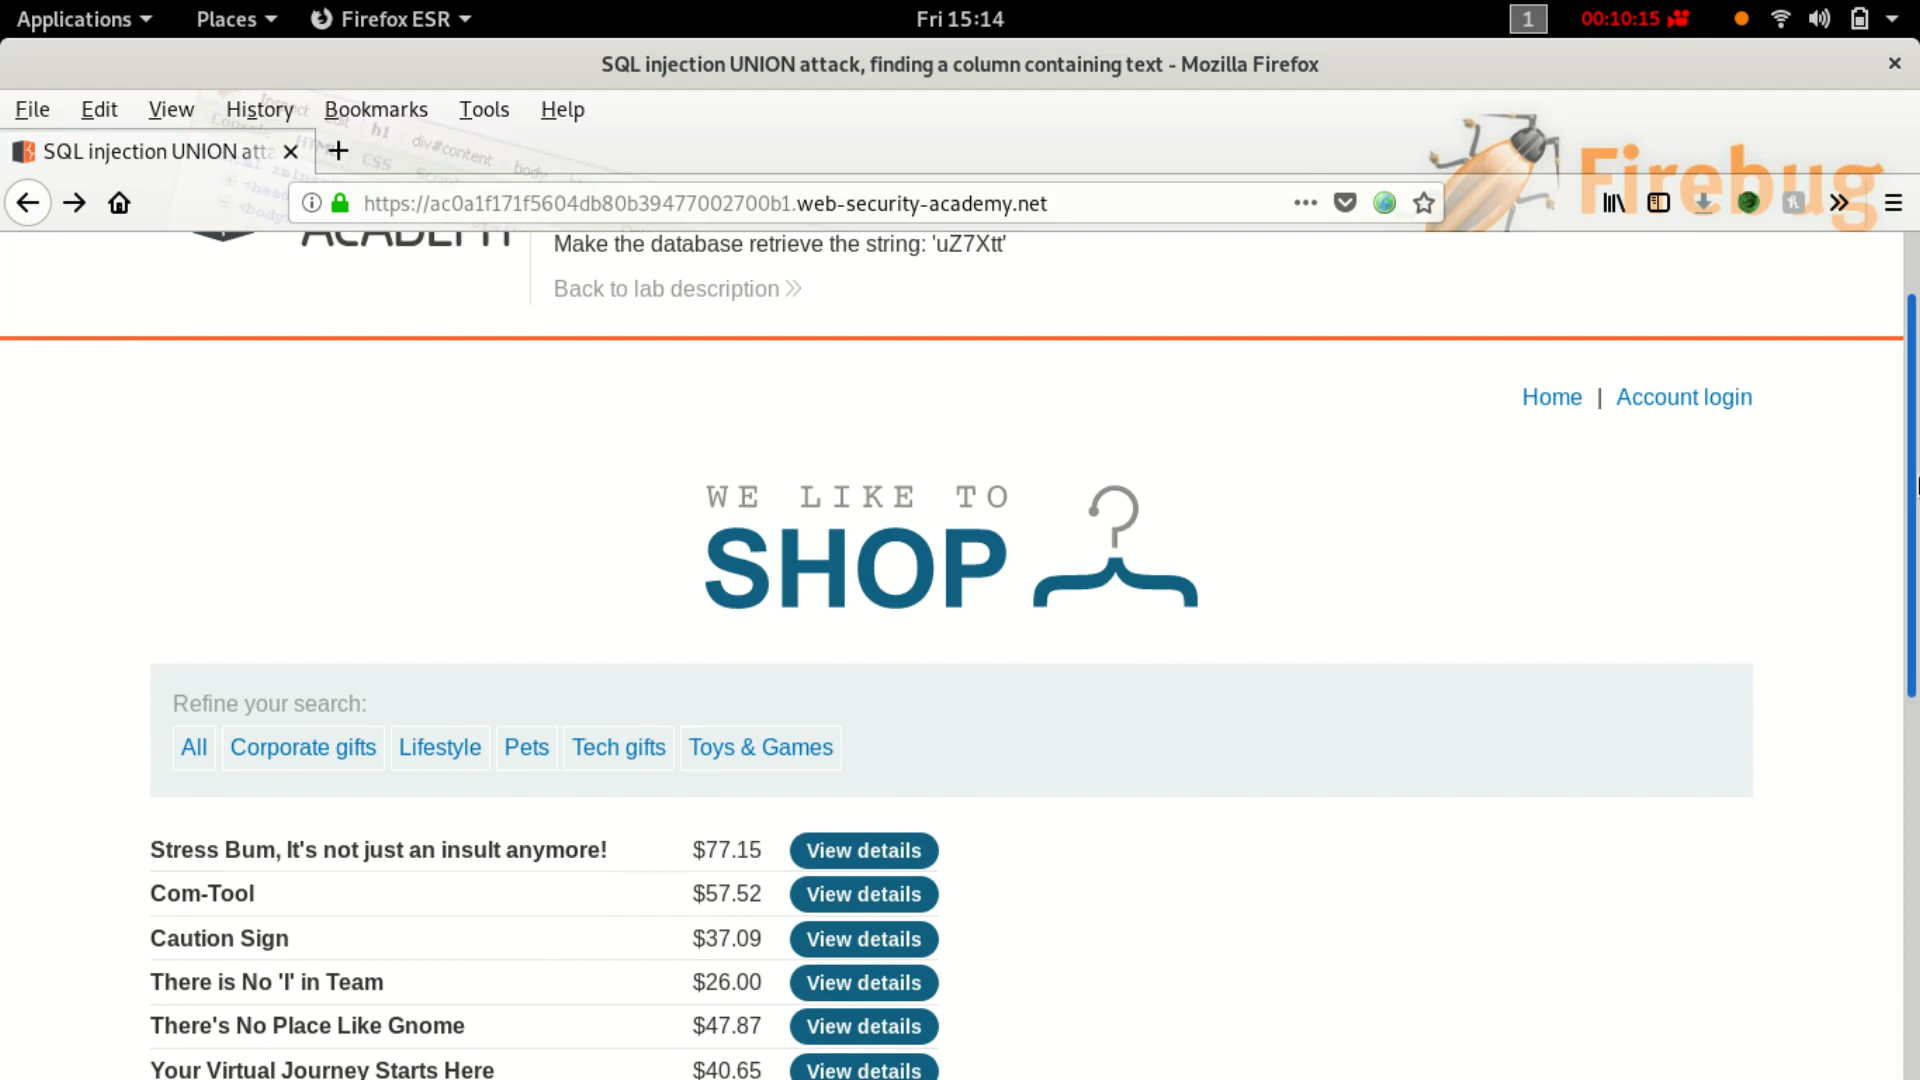 Applications Places Firefox ESR Fri 15:14 1 00:10:15
SQL injection UNION attack, finding a column containing text - Mozilla Firefox
File Edit View History Bookmarks Tools Help
SQL injection UNION atta
Firebug
https://ac0a1f171f5604db80b39477002700b1.web-security-academy.net
ACADEMY
Make the database retrieve the string: 'uZ7Xtt'
Back to lab description
Home | Account login
WE LIKE TO
SHOP
Refine your search:
All Corporate gifts Lifestyle Pets Tech gifts Toys & Games
Stress Bum, It's not just an insult anymore! $77.15 View details
Com-Tool $57.52 View details
Caution Sign $37.09 View details
There is No 'I' in Team $26.00 View details
There's No Place Like Gnome $47.87 View details
Your Virtual Journey Starts Here $40.65 View details